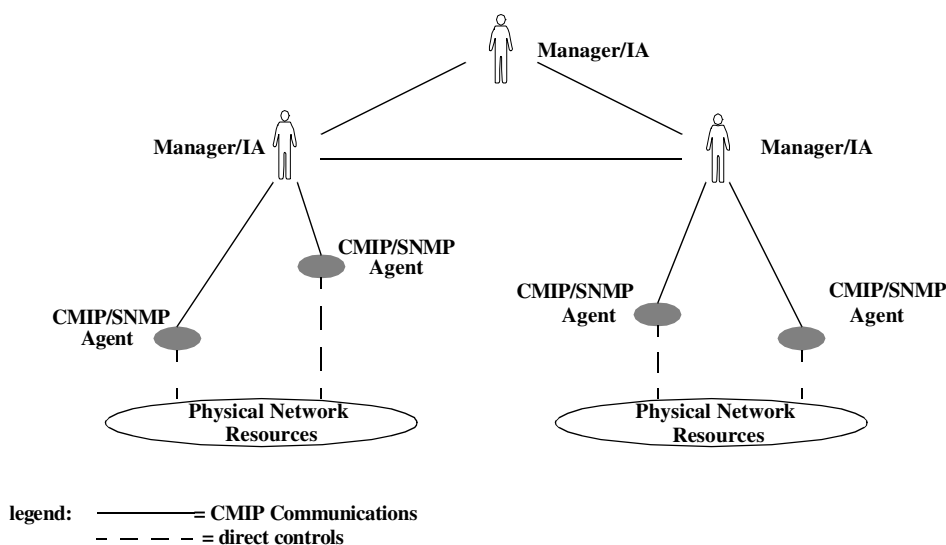 Manager/IA
Manager/IA
Manager/IA
CMIP/SNMP
Agent
CMIP/SNMP
Agent
CMIP/SNMP
Agent
CMIP/SNMP
Agent
Physical Network
Resources
Physical Network
Resources
legend: = CMIP Communications
= direct controls